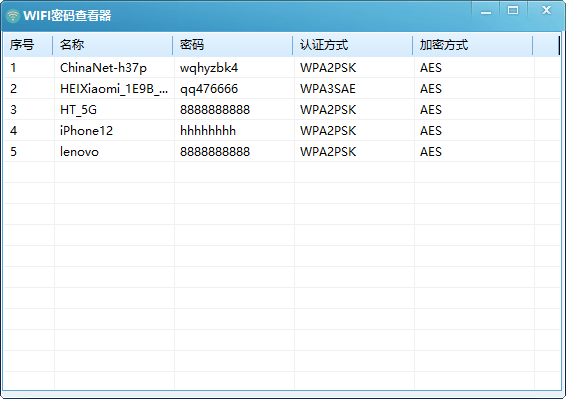 WIFI密码查看器
序号 名称 密码 认证方式 加密方式
1 ChinaNet-h37p wqhyzbk4 WPA2PSK AES
2 HEIXiaomi_1E9B_... qq476666 WPA3SAE AES
3 HT_5G 8888888888 WPA2PSK AES
4 iPhone12 hhhhhhhh WPA2PSK AES
5 lenovo 8888888888 WPA2PSK AES